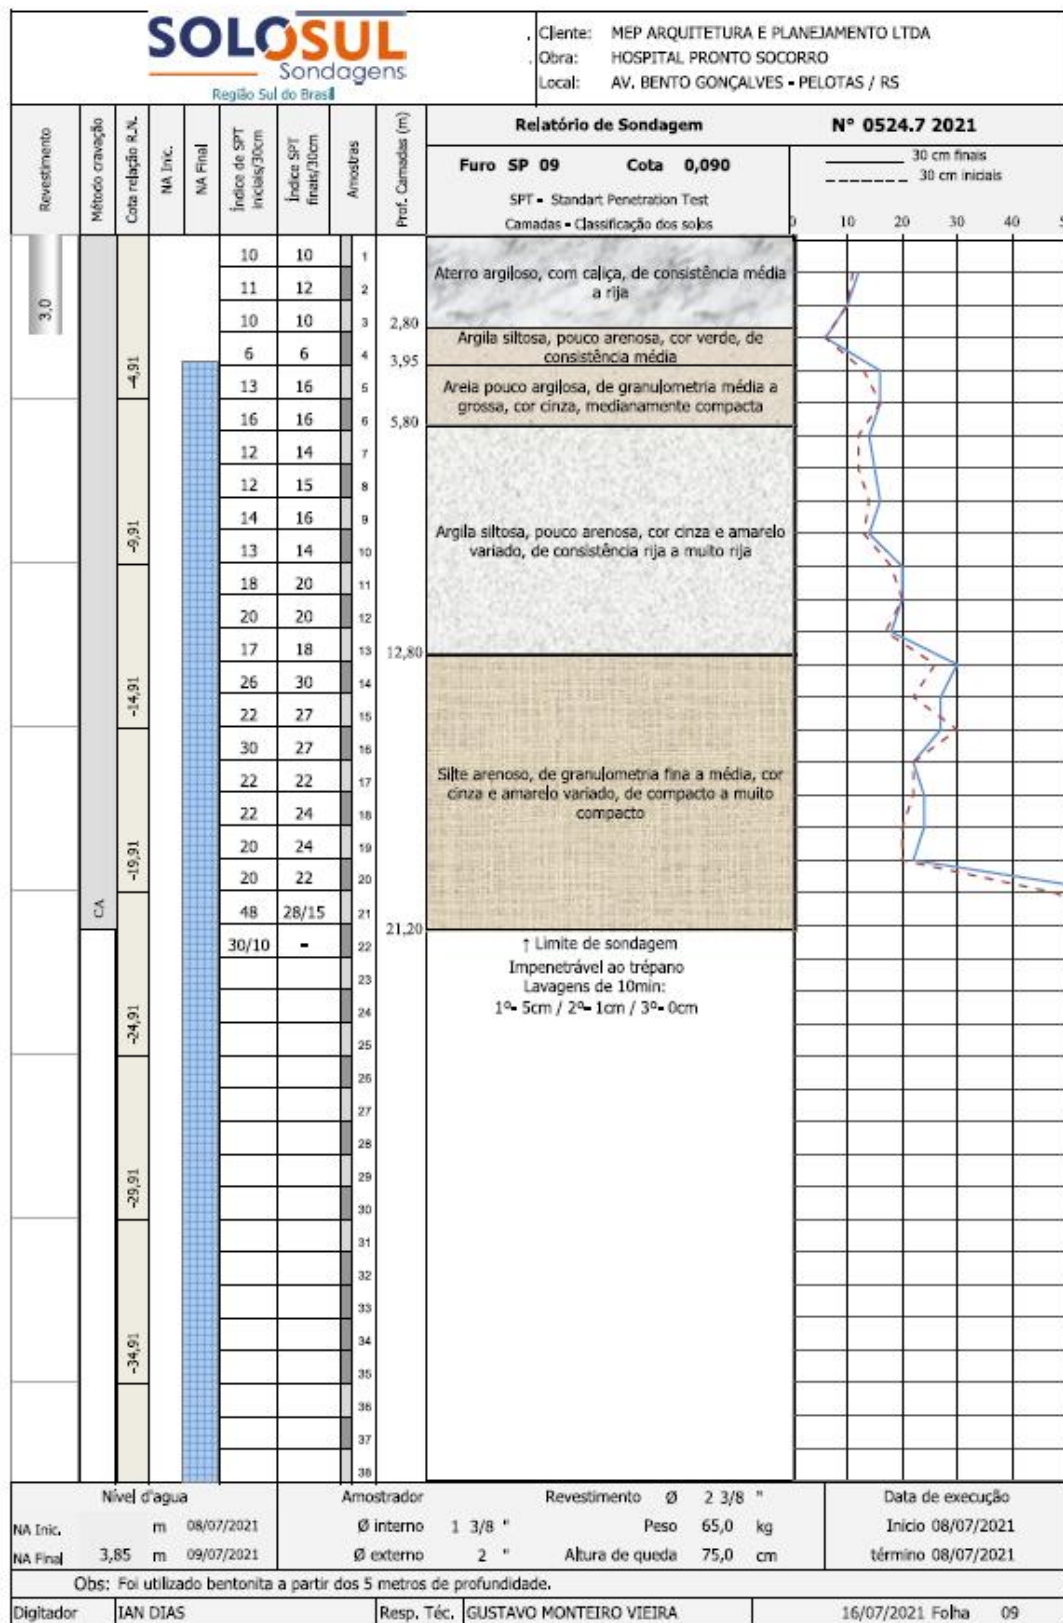 SOLOSUL
Sondagens
Região Sul do Brasil
Cliente: MEP ARQUITETURA E PLANEJAMENTO LTDA
Obra: HOSPITAL PRONTO SOCORRO
Local: AV. BENTO GONÇALVES - PELOTAS / RS
Revestimento
Método cravação
Cota relação R.N.
NA Inic.
NA Final
Índice de SPT iniciais/30cm
Índice SPT finais/30cm
Amostras
Prof. Camadas (m)
Relatório de Sondagem
N° 0524.7 2021
Furo SP 09 Cota 0,090
SPT - Standart Penetration Test
Camadas - Classificação dos solos
30 cm finais
30 cm iniciais
0 10 20 30 40
3,0
10 10 1
11 12 2
10 10 3
2,80
6 6 4
3,95
-4,91
13 16 5
16 16 6
5,80
12 14 7
12 15 8
14 16 9
-9,91
13 14 10
18 20 11
20 20 12
17 18 13
12,80
26 30 14
-14,91
22 27 15
30 27 16
22 22 17
22 24 18
20 24 19
-19,91
20 22 20
CA
48 28/15 21
21,20
30/10 - 22
23
24
-24,91
25
26
27
28
29
-29,91
30
31
32
33
34
-34,91
35
36
37
38
Aterro argiloso, com caliça, de consistência média
a rija
Argila siltosa, pouco arenosa, cor verde, de
consistência média
Areia pouco argilosa, de granulometria média a
grossa, cor cinza, medianamente compacta
Argila siltosa, pouco arenosa, cor cinza e amarelo
variado, de consistência rija a muito rija
Silte arenoso, de granulometria fina a média, cor
cinza e amarelo variado, de compacto a muito
compacto
↑ Limite de sondagem
Impenetrável ao trépano
Lavagens de 10min:
1º- 5cm / 2º- 1cm / 3º- 0cm
Nível d'agua Amostrador Revestimento Ø 2 3/8 " Data de execução
NA Inic. m 08/07/2021 Ø interno 1 3/8 " Peso 65,0 kg Inicio 08/07/2021
NA Final 3,85 m 09/07/2021 Ø externo 2 " Altura de queda 75,0 cm término 08/07/2021
Obs: Foi utilizado bentonita a partir dos 5 metros de profundidade.
Digitador IAN DIAS Resp. Téc. GUSTAVO MONTEIRO VIEIRA 16/07/2021 Folha 09